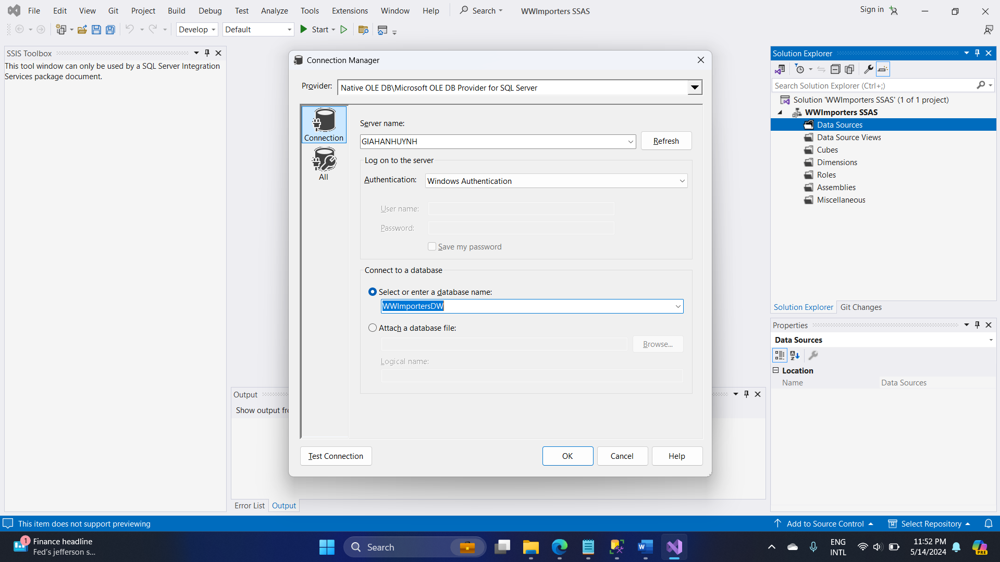 File Edit View Git Project Build Debug Test Analyze Tools Extensions Window Help Search WWImporters SSAS Sign in
Develop Default Start
SSIS Toolbox
This tool window can only be used by a SQL Server Integration
Services package document.
Connection Manager
Provider: Native OLE DB\Microsoft OLE DB Provider for SQL Server
Connection
All
Server name:
GIAHANHUYNH Refresh
Log on to the server
Authentication: Windows Authentication
User name:
Password:
Save my password
Connect to a database
Select or enter a database name:
WWImportersDW
Attach a database file:
Browse...
Logical name:
Test Connection OK Cancel Help
Output
Show output fr
Error List Output
Solution Explorer
Search Solution Explorer (Ctrl+;)
Solution 'WWImporters SSAS' (1 of 1 project)
WWImporters SSAS
Data Sources
Data Source Views
Cubes
Dimensions
Roles
Assemblies
Miscellaneous
Solution Explorer Git Changes
Properties
Data Sources
Location
Name Data Sources
This item does not support previewing Add to Source Control Select Repository
1 Finance headline
Fed's jefferson s...
Search
ENG
INTL
11:52 PM
5/14/2024
PRE